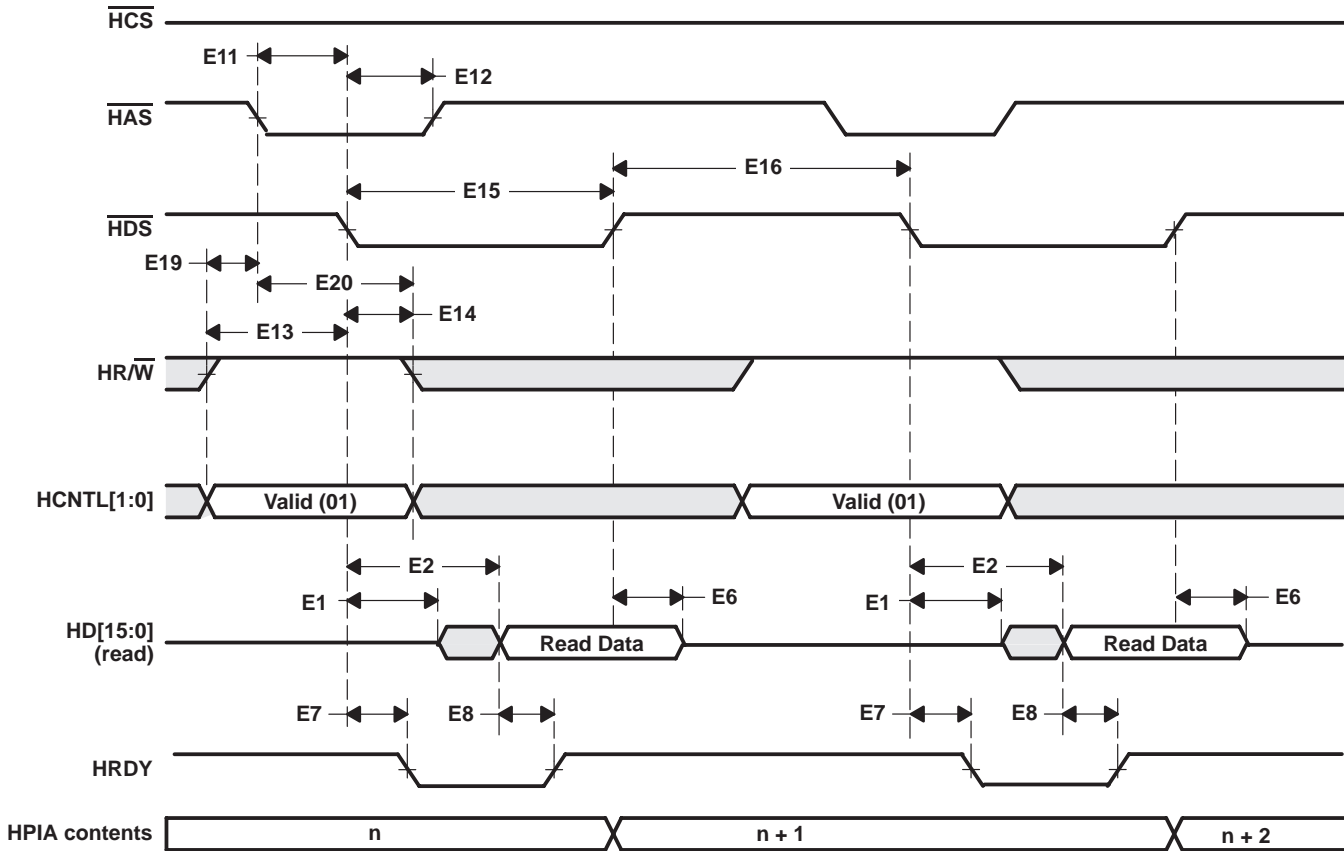 HCS
E11
E12
HAS
E16
E15
HDS
E19
E20
E14
E13
HR/W
HCNTL[1:0] Valid (01) Valid (01)
E2 E2
E1 E6 E1 E6
HD[15:0] Read Data Read Data
(read)
E7 E8 E7 E8
HRDY
HPIA contents n n + 1 n + 2